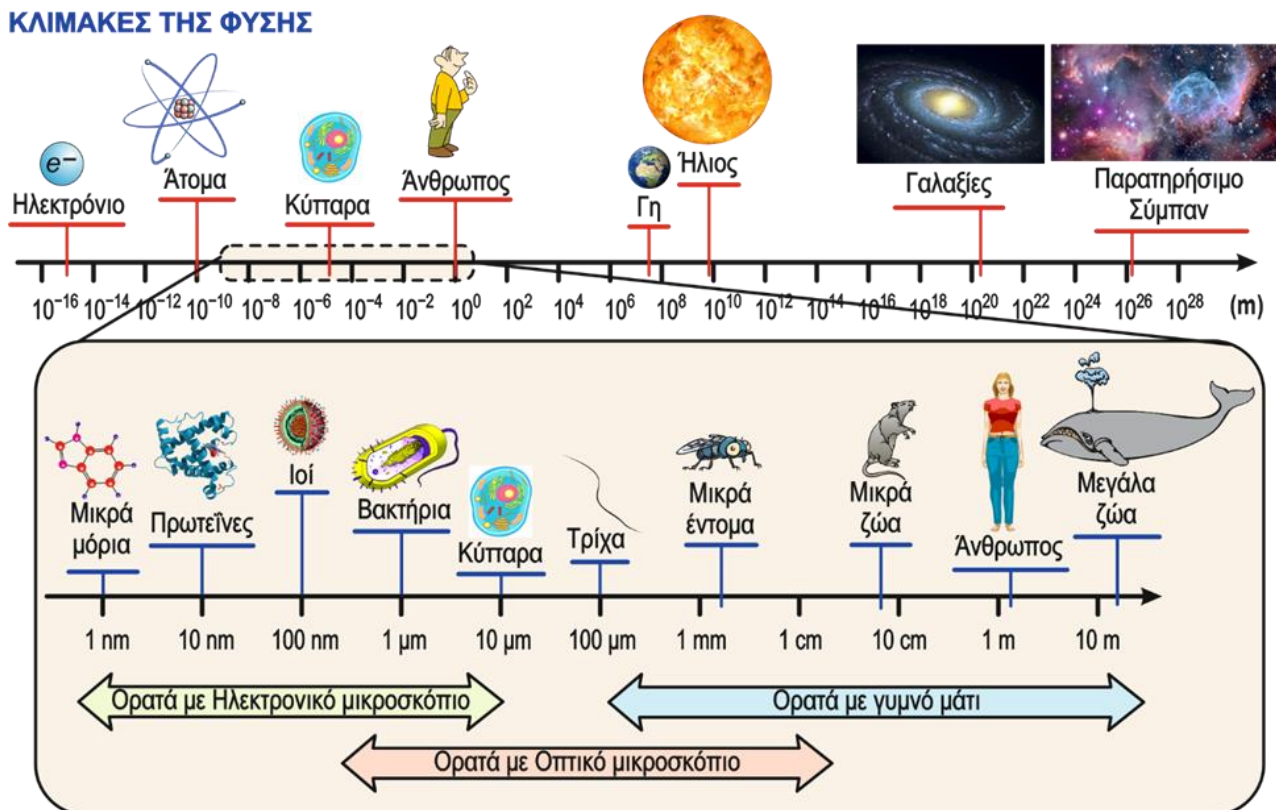 ΚΛΙΜΑΚΕΣ ΤΗΣ ΦΥΣΗΣ
e⁻
Ηλεκτρόνιο
Άτομα
Κύτταρα
Άνθρωπος
Γη
Ήλιος
Γαλαξίες
Παρατηρήσιμο
Σύμπαν
10⁻¹⁶ 10⁻¹⁴ 10⁻¹² 10⁻¹⁰ 10⁻⁸ 10⁻⁶ 10⁻⁴ 10⁻² 10⁰ 10² 10⁴ 10⁶ 10⁸ 10¹⁰ 10¹² 10¹⁴ 10¹⁶ 10¹⁸ 10²⁰ 10²² 10²⁴ 10²⁶ 10²⁸ (m)
Μικρά
μόρια
Πρωτεΐνες
Ιοί
Βακτήρια
Κύτταρα
Τρίχα
Μικρά
έντομα
Μικρά
ζώα
Άνθρωπος
Μεγάλα
ζώα
1 nm 10 nm 100 nm 1 μm 10 μm 100 μm 1 mm 1 cm 10 cm 1 m 10 m
Ορατά με Ηλεκτρονικό μικροσκόπιο
Ορατά με γυμνό μάτι
Ορατά με Οπτικό μικροσκόπιο